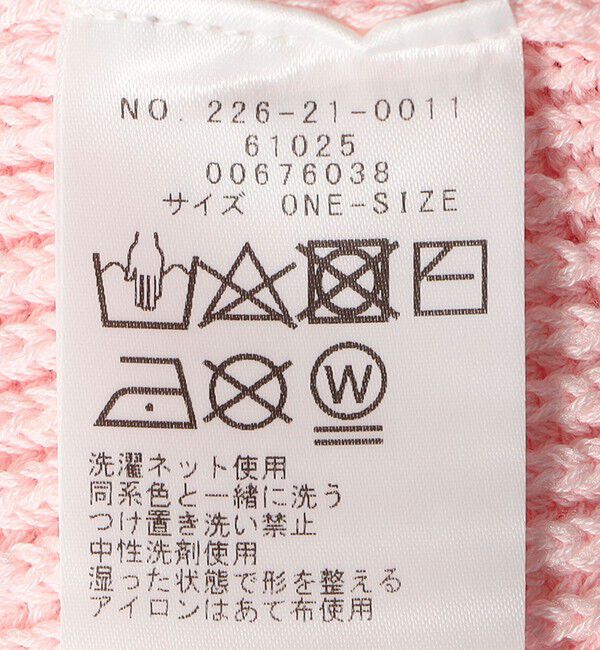 NO. 226-21-0011
61025
00676038
サイズ ONE-SIZE
W
洗濯ネット使用
同系色と一緒に洗う
つけ置き洗い禁止
中性洗剤使用
湿った状態で形を整える
アイロンはあて布使用